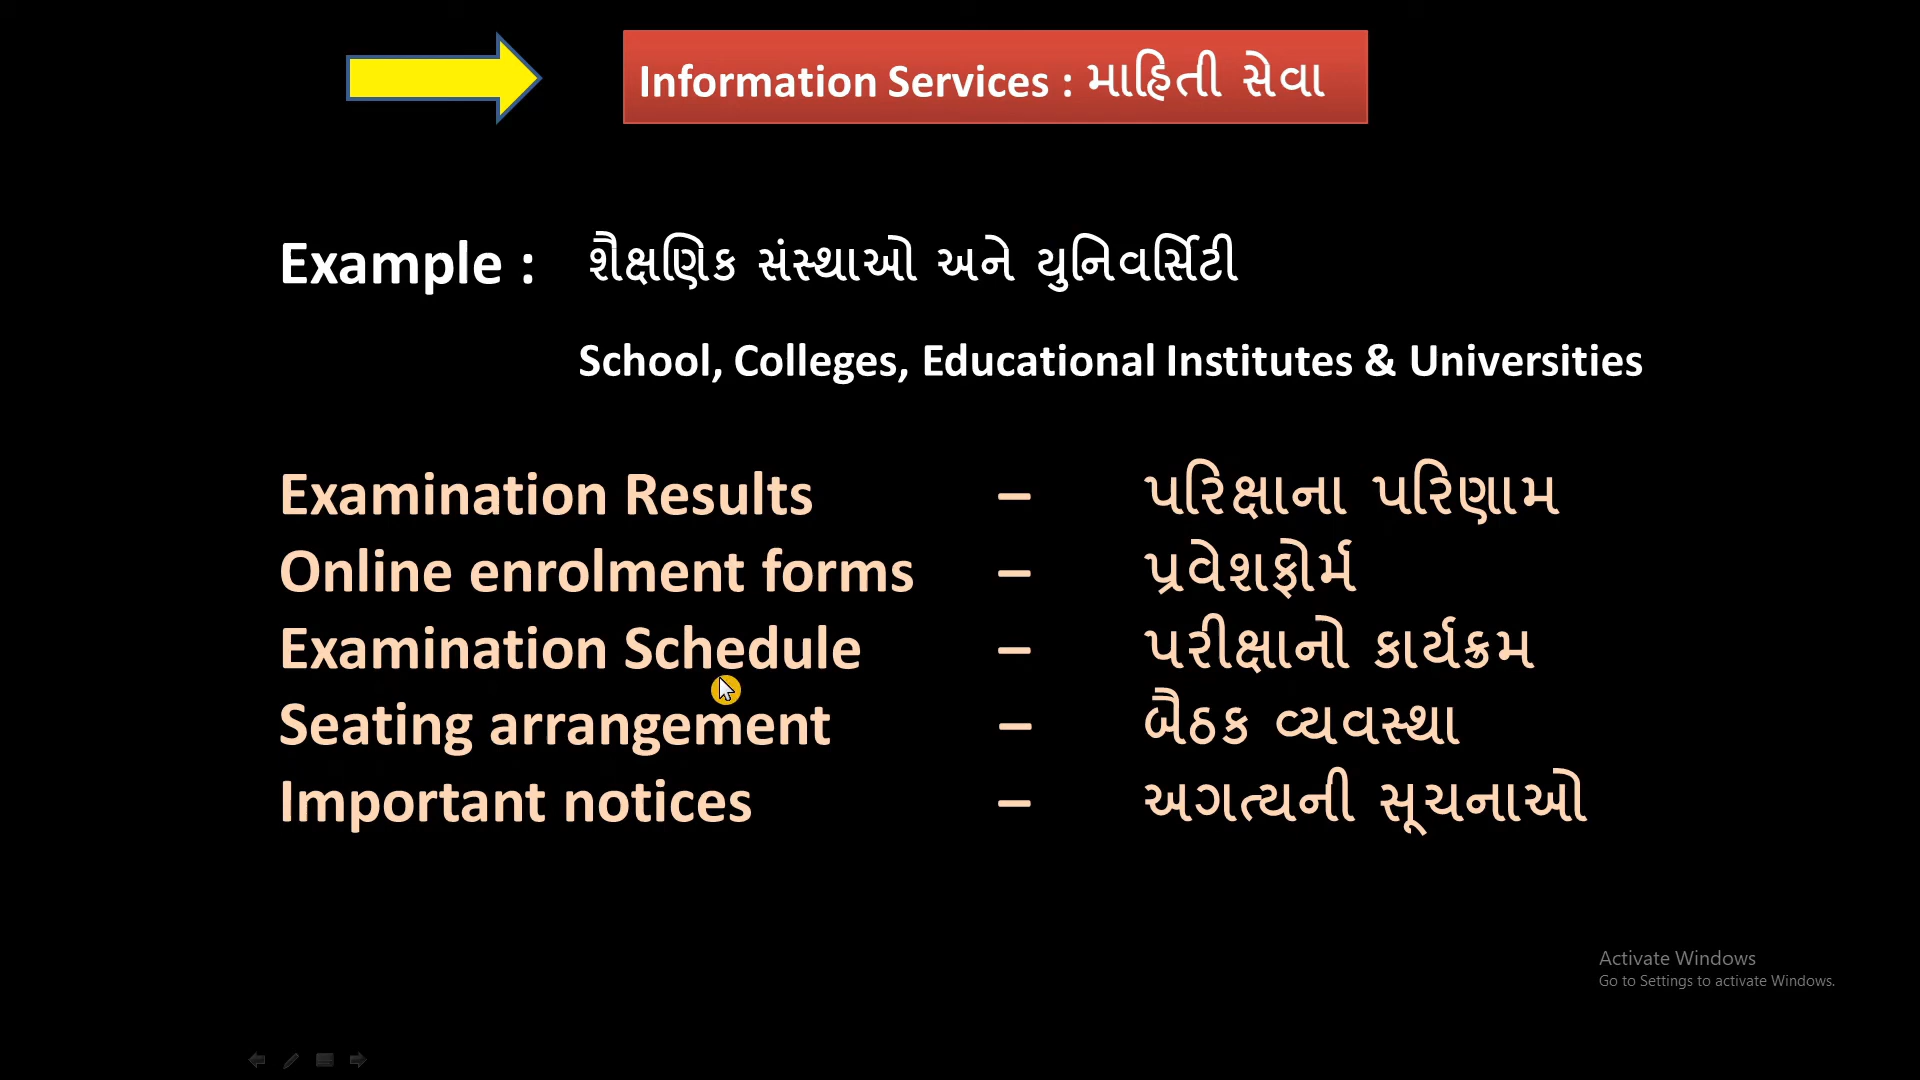 Information Services : માહિતી સેવા
Example : શૈક્ષણિક સંસ્થાઓ અને યુનિવર્સિટી
School, Colleges, Educational Institutes & Universities
Examination Results – પરિક્ષાના પરિણામ
Online enrolment forms – પ્રવેશફોર્મ
Examination Schedule – પરીક્ષાનો કાર્યક્રમ
Seating arrangement – બૈઠક વ્યવસ્થા
Important notices – અગત્યની સૂચનાઓ
Activate Windows
Go to Settings to activate Windows.